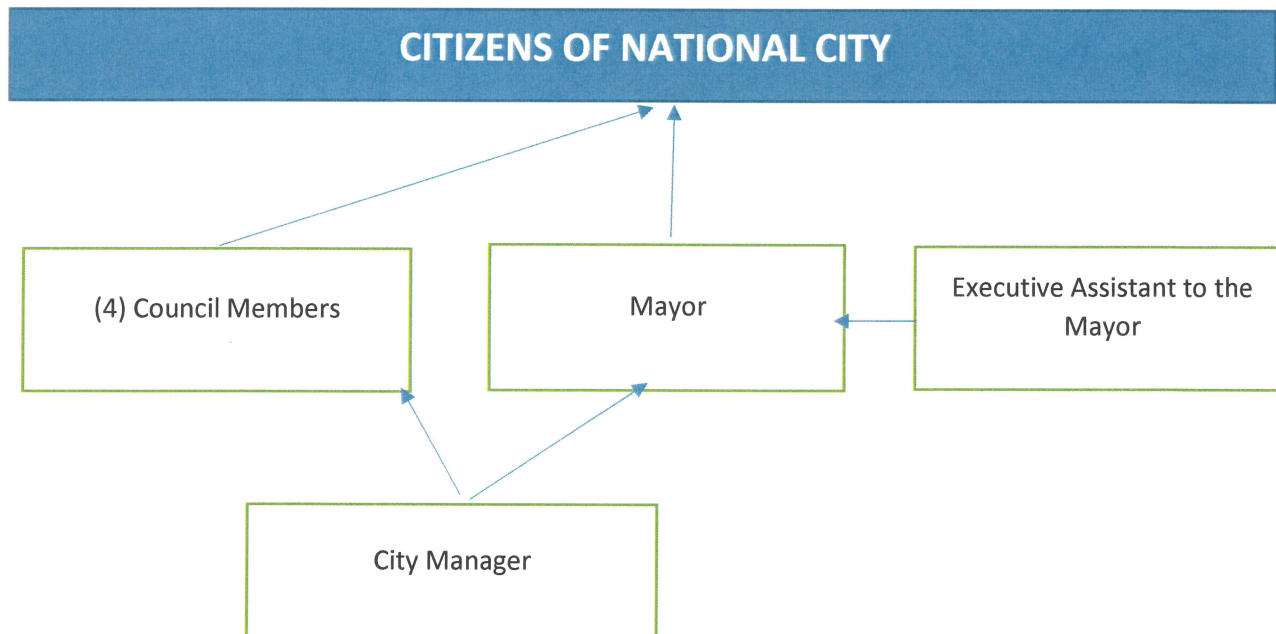 CITIZENS OF NATIONAL CITY
(4) Council Members
Mayor
Executive Assistant to the
Mayor
City Manager